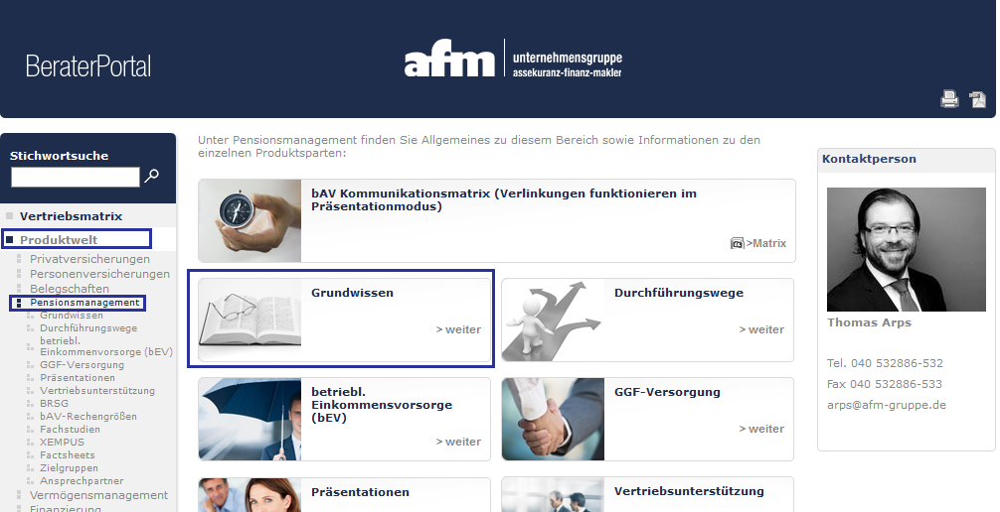 BeraterPortal
afm
unternehmensgruppe
assekuranz-finanz-makler
Stichwortsuche
Vertriebsmatrix
Produktwelt
Privatversicherungen
Personenversicherungen
Belegschaften
Pensionsmanagement
Grundwissen
Durchführungswege
betriebl.
Einkommenvorsorge (bEV)
GGF-Versorgung
Präsentationen
Vertriebsunterstützung
BRSG
bAV-Rechengrößen
Fachstudien
XEMPUS
Factsheets
Zielgruppen
Ansprechpartner
Vermögensmanagement
Finanzierung
Unter Pensionsmanagement finden Sie Allgemeines zu diesem Bereich sowie Informationen zu den
einzelnen Produktsparten:
bAV Kommunikationsmatrix (Verlinkungen funktionieren im
Präsentationmodus)
>Matrix
Grundwissen
> weiter
Durchführungswege
> weiter
betriebl.
Einkommensvorsorge
(bEV)
> weiter
GGF-Versorgung
> weiter
Präsentationen
Vertriebsunterstützung
Kontaktperson
Thomas Arps
Tel. 040 532886-532
Fax 040 532886-533
arps@afm-gruppe.de